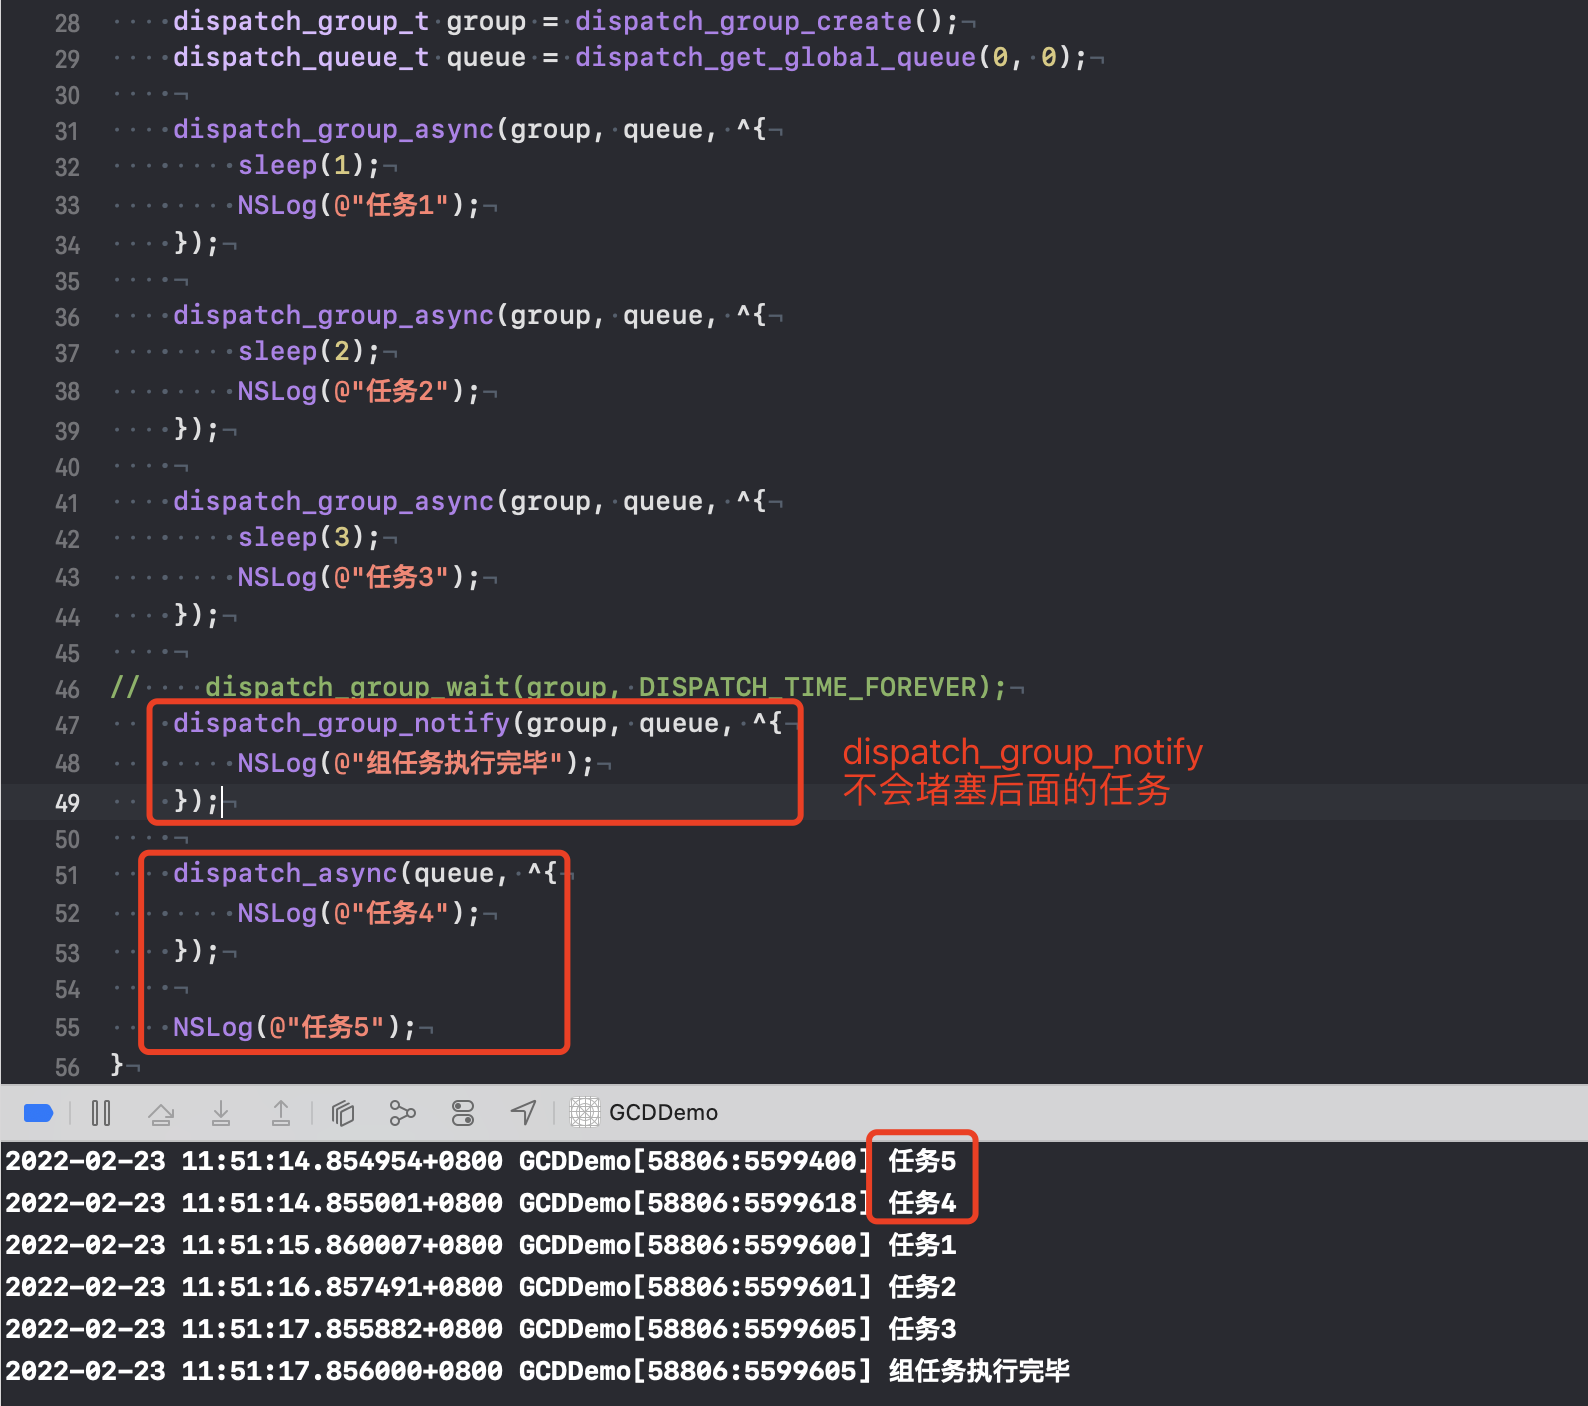 28 dispatch_group_t group = dispatch_group_create();
29 dispatch_queue_t queue = dispatch_get_global_queue(0, 0);
30
31 dispatch_group_async(group, queue, ^{
32 sleep(1);
33 NSLog(@"任务1");
34 });
35
36 dispatch_group_async(group, queue, ^{
37 sleep(2);
38 NSLog(@"任务2");
39 });
40
41 dispatch_group_async(group, queue, ^{
42 sleep(3);
43 NSLog(@"任务3");
44 });
45
46 // dispatch_group_wait(group, DISPATCH_TIME_FOREVER);
47 dispatch_group_notify(group, queue, ^{
48 NSLog(@"组任务执行完毕");
49 });
dispatch_group_notify
不会堵塞后面的任务
50
51 dispatch_async(queue, ^{
52 NSLog(@"任务4");
53 });
54
55 NSLog(@"任务5");
56 }
GCDDemo
2022-02-23 11:51:14.854954+0800 GCDDemo[58806:5599400] 任务5
2022-02-23 11:51:14.855001+0800 GCDDemo[58806:5599618] 任务4
2022-02-23 11:51:15.860007+0800 GCDDemo[58806:5599600] 任务1
2022-02-23 11:51:16.857491+0800 GCDDemo[58806:5599601] 任务2
2022-02-23 11:51:17.855882+0800 GCDDemo[58806:5599605] 任务3
2022-02-23 11:51:17.856000+0800 GCDDemo[58806:5599605] 组任务执行完毕